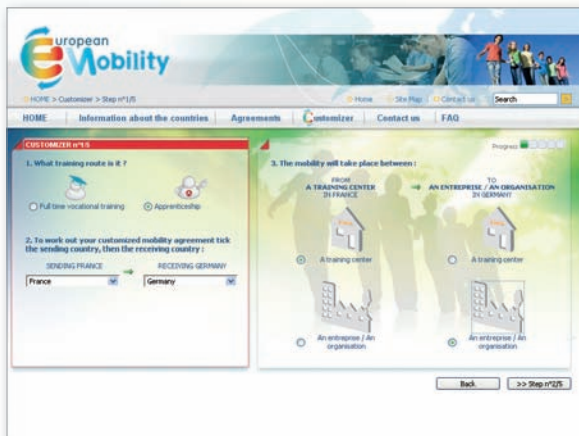 European
Mobility
HOME > Customizer > Step n°1/5
Home
Site Map
Contact us
Search
HOME
Information about the countries
Agreements
Customizer
Contact us
FAQ
CUSTOMIZER n°1/5
1. What training route is it ?
Full time vocational training
Apprenticeship
2. To work out your customized mobility agreement tick
the sending country, then the receiving country :
SENDING FRANCE
RECEIVING GERMANY
France
Germany
Progress
3. The mobility will take place between :
FROM
A TRAINING CENTER
IN FRANCE
TO
AN ENTREPRISE / AN ORGANISATION
IN GERMANY
A training center
A training center
An entreprise / An
organisation
An entreprise / An
organisation
Back
>> Step n°2/5